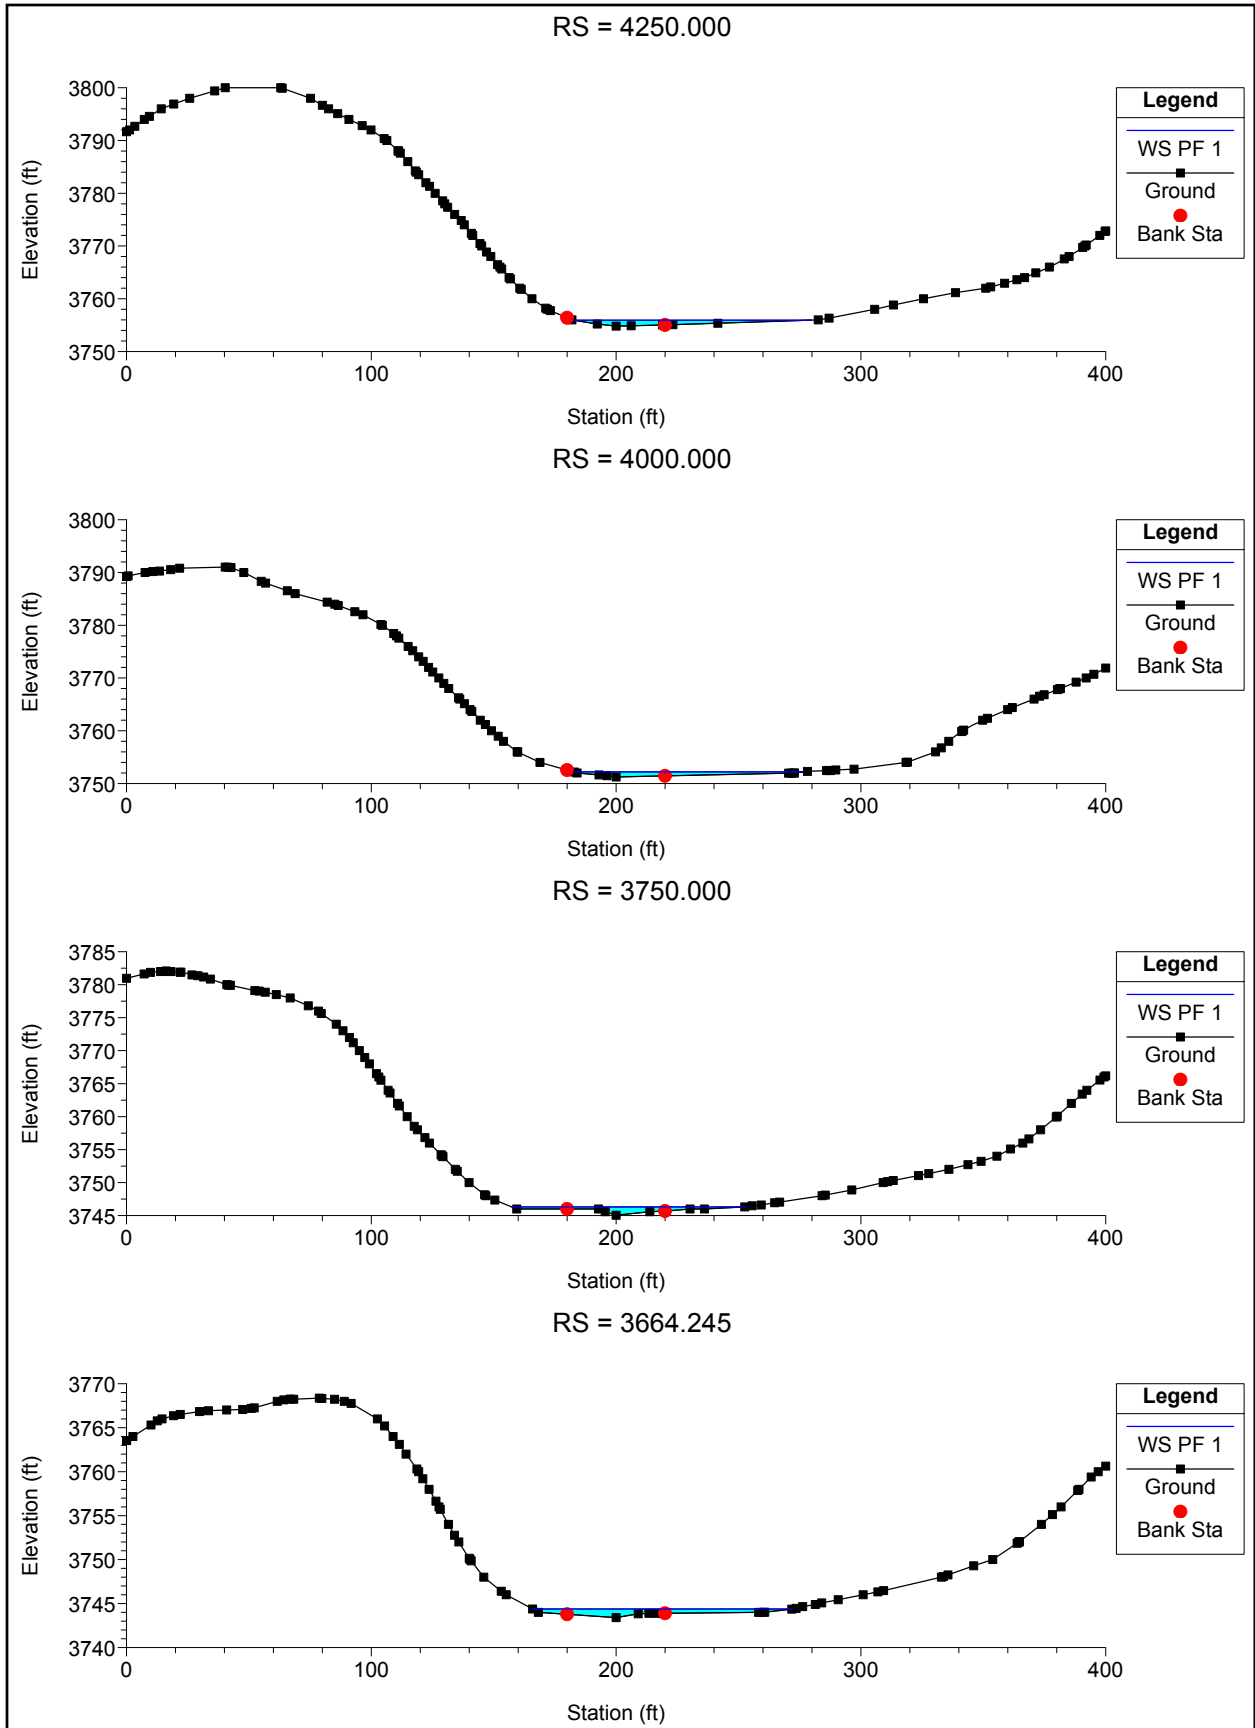 RS = 4250.000
3800
3790
3780
3770
3760
3750
Elevation (ft)
0 100 200 300 400
Station (ft)
Legend
WS PF 1
Ground
Bank Sta
RS = 4000.000
3800
3790
3780
3770
3760
3750
Elevation (ft)
0 100 200 300 400
Station (ft)
Legend
WS PF 1
Ground
Bank Sta
RS = 3750.000
3785
3780
3775
3770
3765
3760
3755
3750
3745
Elevation (ft)
0 100 200 300 400
Station (ft)
Legend
WS PF 1
Ground
Bank Sta
RS = 3664.245
3770
3765
3760
3755
3750
3745
3740
Elevation (ft)
0 100 200 300 400
Station (ft)
Legend
WS PF 1
Ground
Bank Sta